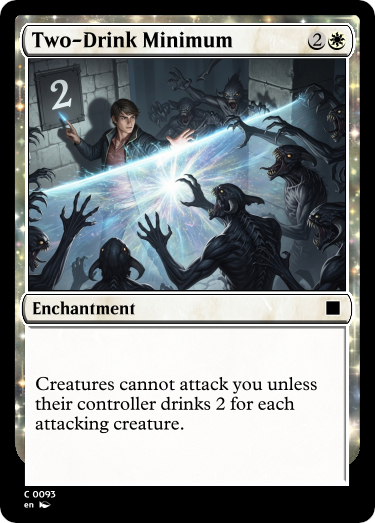 Two-Drink Minimum 2
2
Enchantment
Creatures cannot attack you unless
their controller drinks 2 for each
attacking creature.
C 0093
en